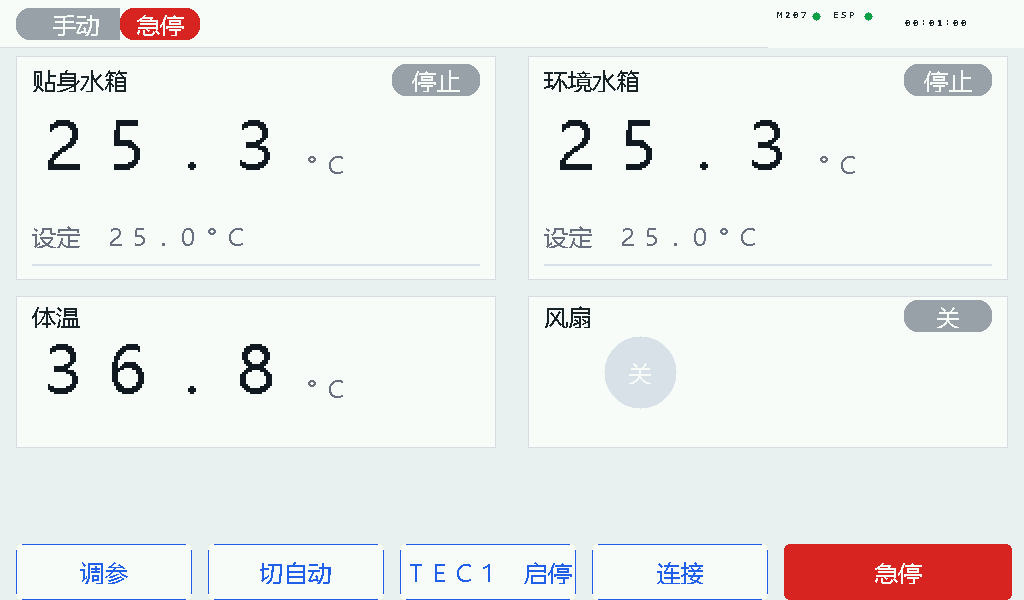 手动 急停 M207 ESP 00:01:00
贴身水箱 停止
25.3 °C
设定 25.0°C
环境水箱 停止
25.3 °C
设定 25.0°C
体温
36.8 °C
风扇 关
关
调参 切自动 TEC1 启停 连接 急停